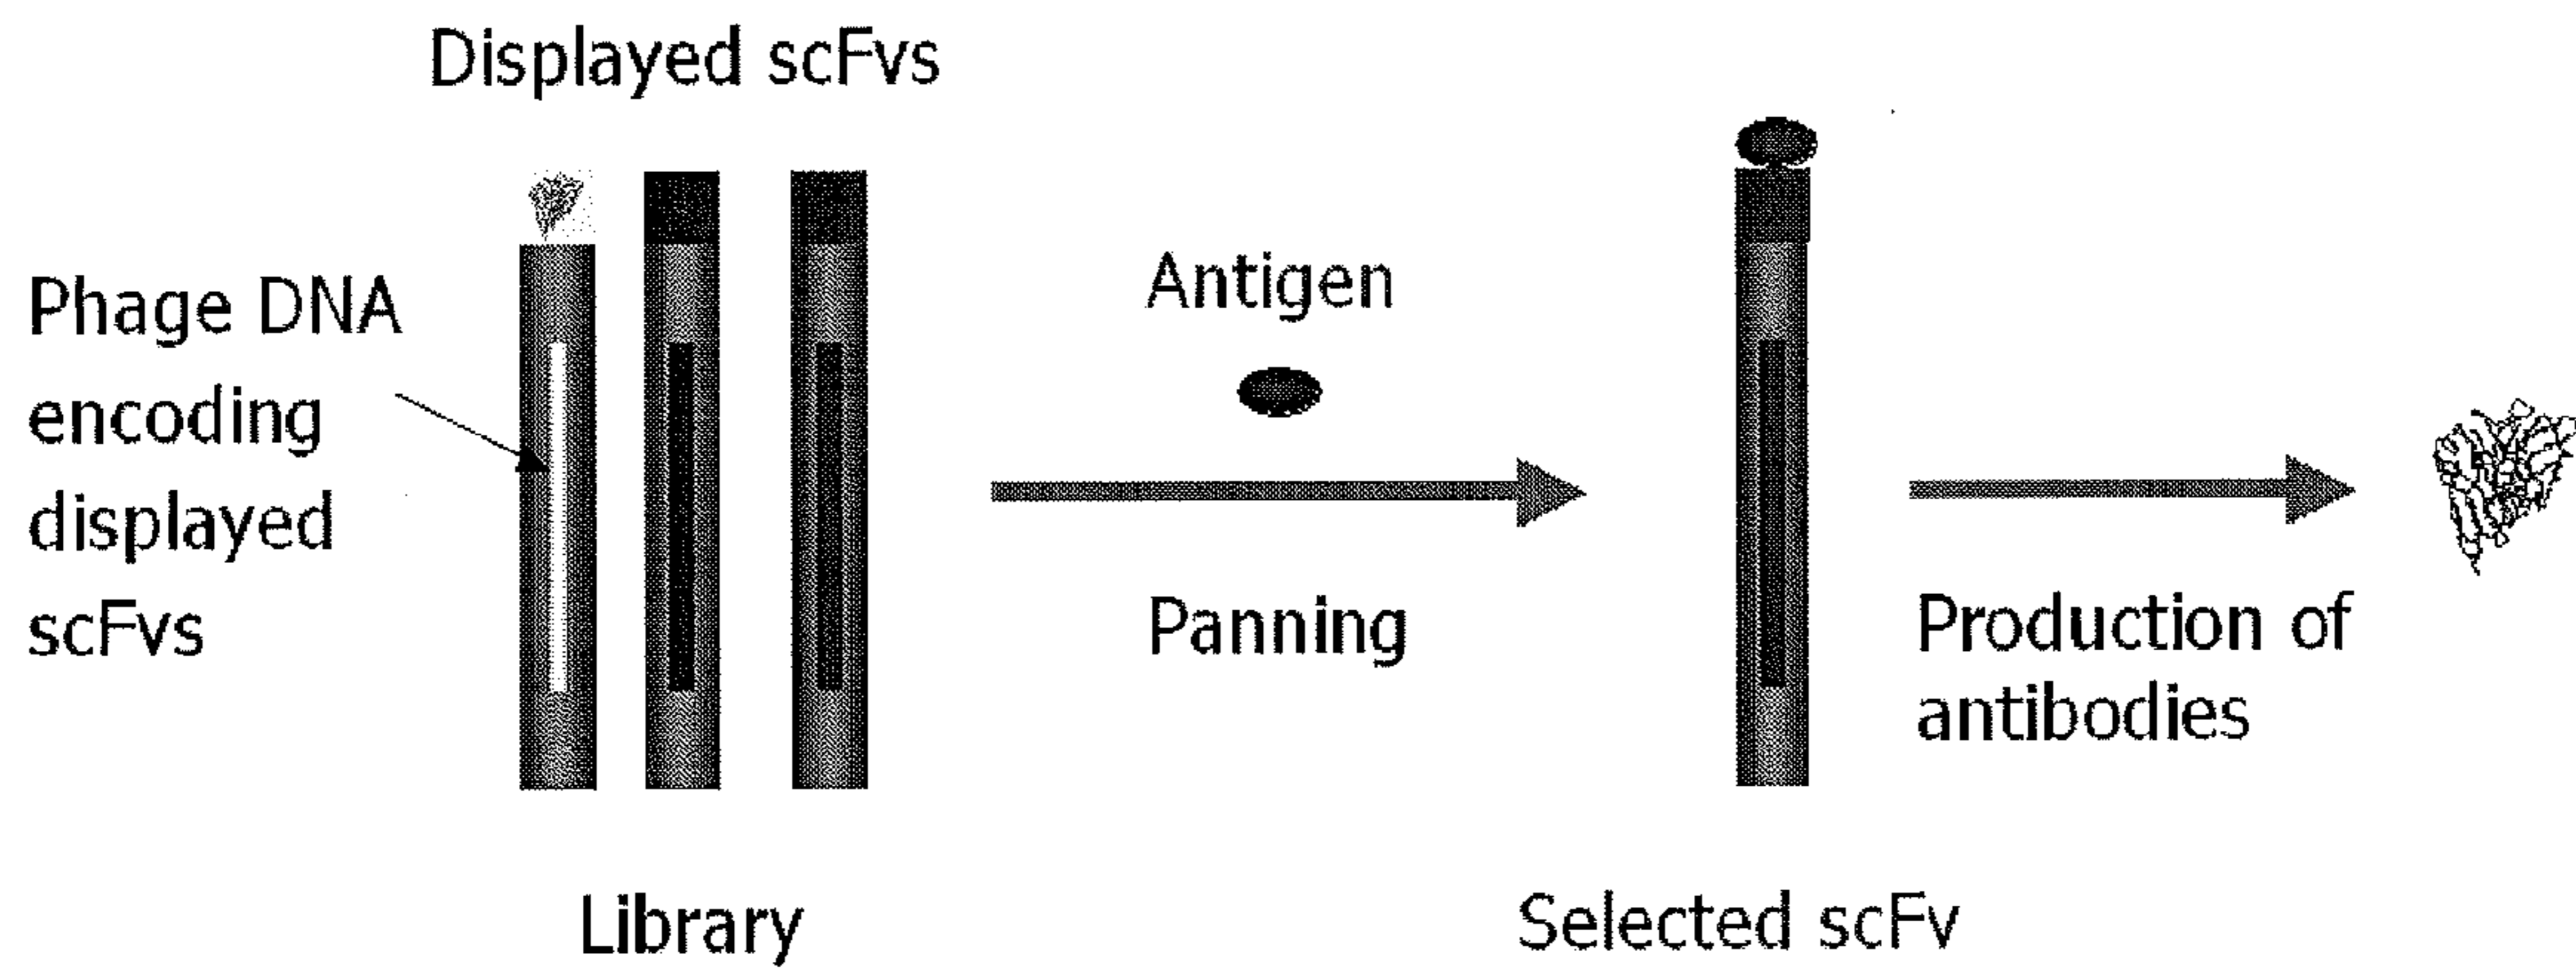 Displayed scFvs
Phage DNA
encoding
displayed
scFvs
Antigen
Panning
Production of
antibodies
Library
Selected scFv